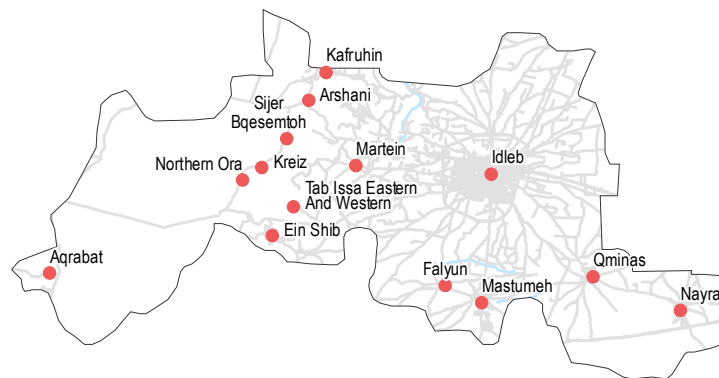 Kafruhin
Arshani
Sijer
Bqesemtoh
Martein
Idleb
Northern Ora
Kreiz
Tab Issa Eastern
And Western
Ein Shib
Aqrabat
Falyun
Mastumeh
Qminas
Nayra